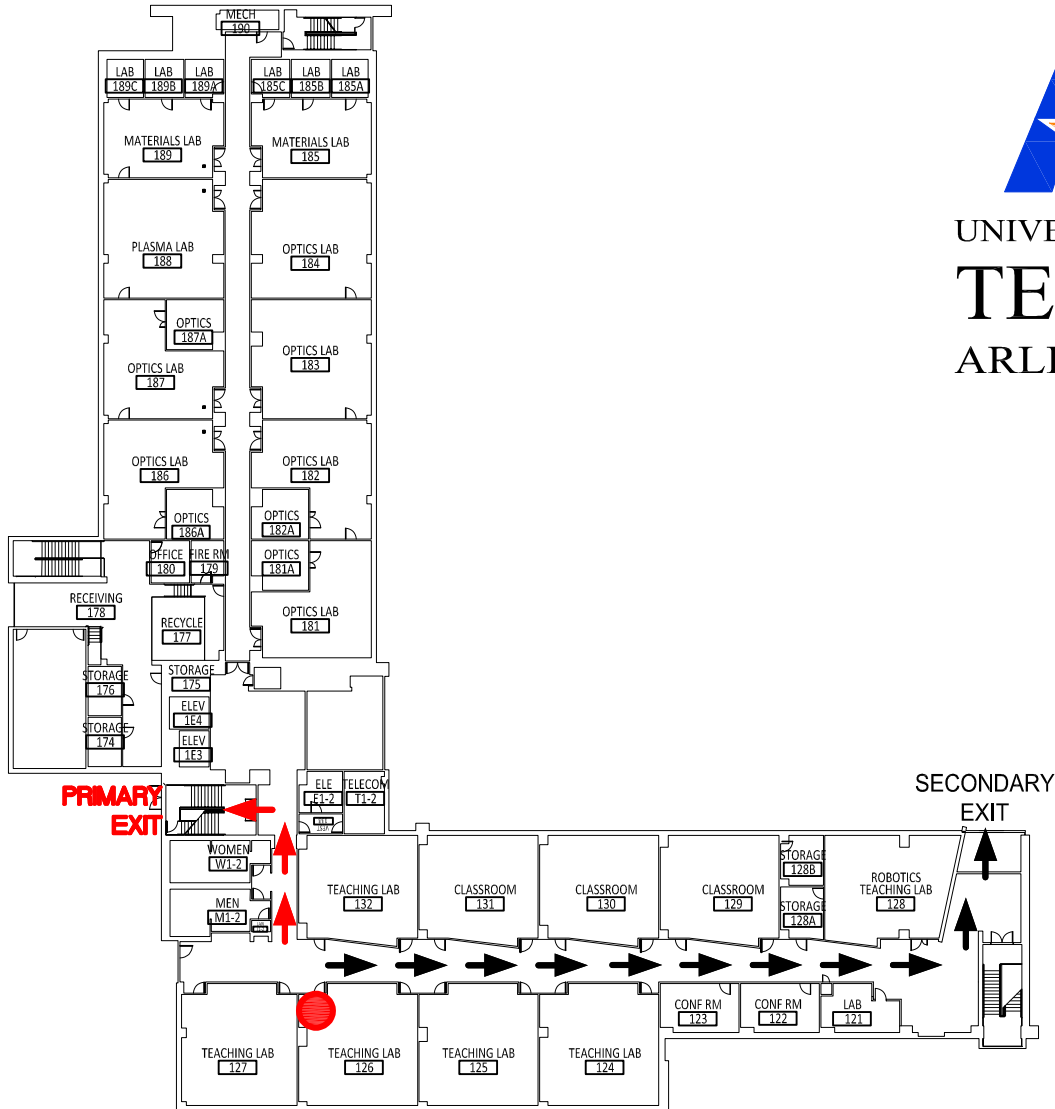 MECH
190
LAB
189C
LAB
189B
LAB
189A
LAB
185C
LAB
185B
LAB
185A
MATERIALS LAB
189
MATERIALS LAB
185
UNIVE
TE
ARLI
PLASMA LAB
188
OPTICS LAB
184
OPTICS
187A
OPTICS LAB
187
OPTICS LAB
183
OPTICS LAB
186
OPTICS LAB
182
OPTICS
186A
OPTICS
182A
OFFICE
180
FIRE RM
179
OPTICS
181A
RECEIVING
178
RECYCLE
177
OPTICS LAB
181
STORAGE
176
STORAGE
175
ELEV
1E4
STORAGE
174
ELEV
1E3
PRIMARY
EXIT
ELE
E1-2
TELECOM
T1-2
SECONDARY
EXIT
WOMEN
W1-2
MEN
M1-2
TEACHING LAB
132
CLASSROOM
131
CLASSROOM
130
CLASSROOM
129
STORAGE
128B
STORAGE
128A
ROBOTICS
TEACHING LAB
128
CONF RM
123
CONF RM
122
LAB
121
TEACHING LAB
127
TEACHING LAB
126
TEACHING LAB
125
TEACHING LAB
124